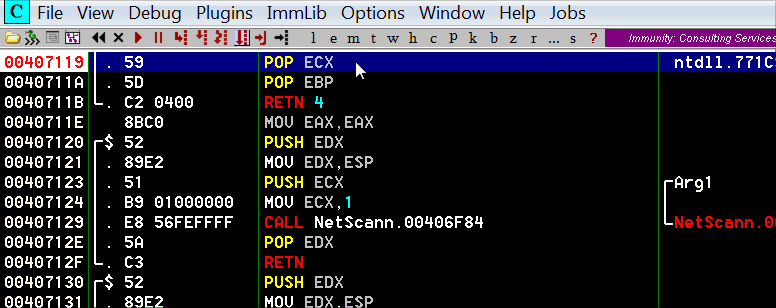 C File View Debug Plugins ImmLib Options Window Help Jobs
l e m t w h c p k b z r ... s ? Immunity: Consulting Services
00407119 . 59 POP ECX ntdll.771C
0040711A . 5D POP EBP
0040711B . C2 0400 RETN 4
0040711E 8BC0 MOV EAX,EAX
00407120 $ 52 PUSH EDX
00407121 . 89E2 MOV EDX,ESP
00407123 . 51 PUSH ECX Arg1
00407124 . B9 01000000 MOV ECX,1
00407129 . E8 56FEFFFF CALL NetScann.00406F84 NetScann.0
0040712E . 5A POP EDX
0040712F . C3 RETN
00407130 $ 52 PUSH EDX
00407131 . 89E2 MOV EDX,ESP